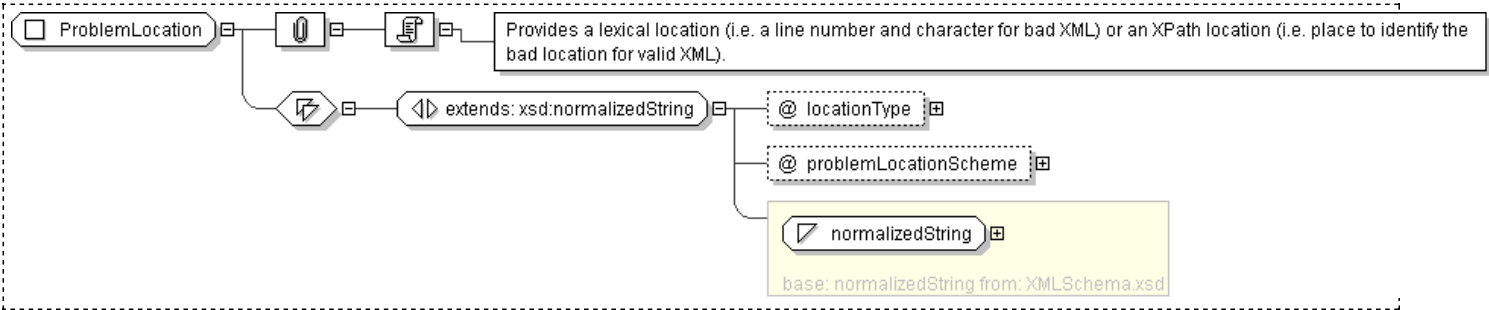 ProblemLocation
Provides a lexical location (i.e. a line number and character for bad XML) or an XPath location (i.e. place to identify the
bad location for valid XML).
extends: xsd:normalizedString
@ locationType
@ problemLocationScheme
normalizedString
base: normalizedString from: XMLSchema.xsd